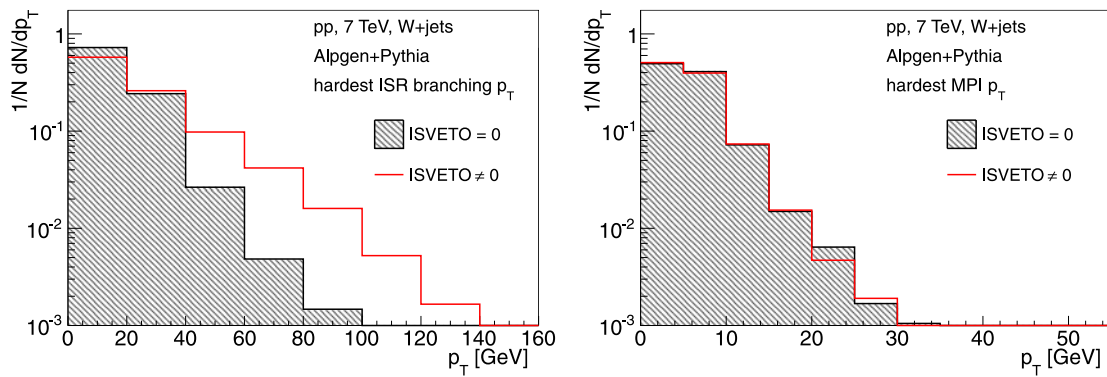 1/N dN/dp_T
pp, 7 TeV, W+jets
Alpgen+Pythia
hardest ISR branching p_T
ISVETO = 0
ISVETO ≠ 0
1
10^-1
10^-2
10^-3
0 20 40 60 80 100 120 140 160
p_T [GeV]
1/N dN/dp_T
pp, 7 TeV, W+jets
Alpgen+Pythia
hardest MPI p_T
ISVETO = 0
ISVETO ≠ 0
1
10^-1
10^-2
10^-3
0 10 20 30 40 50
p_T [GeV]